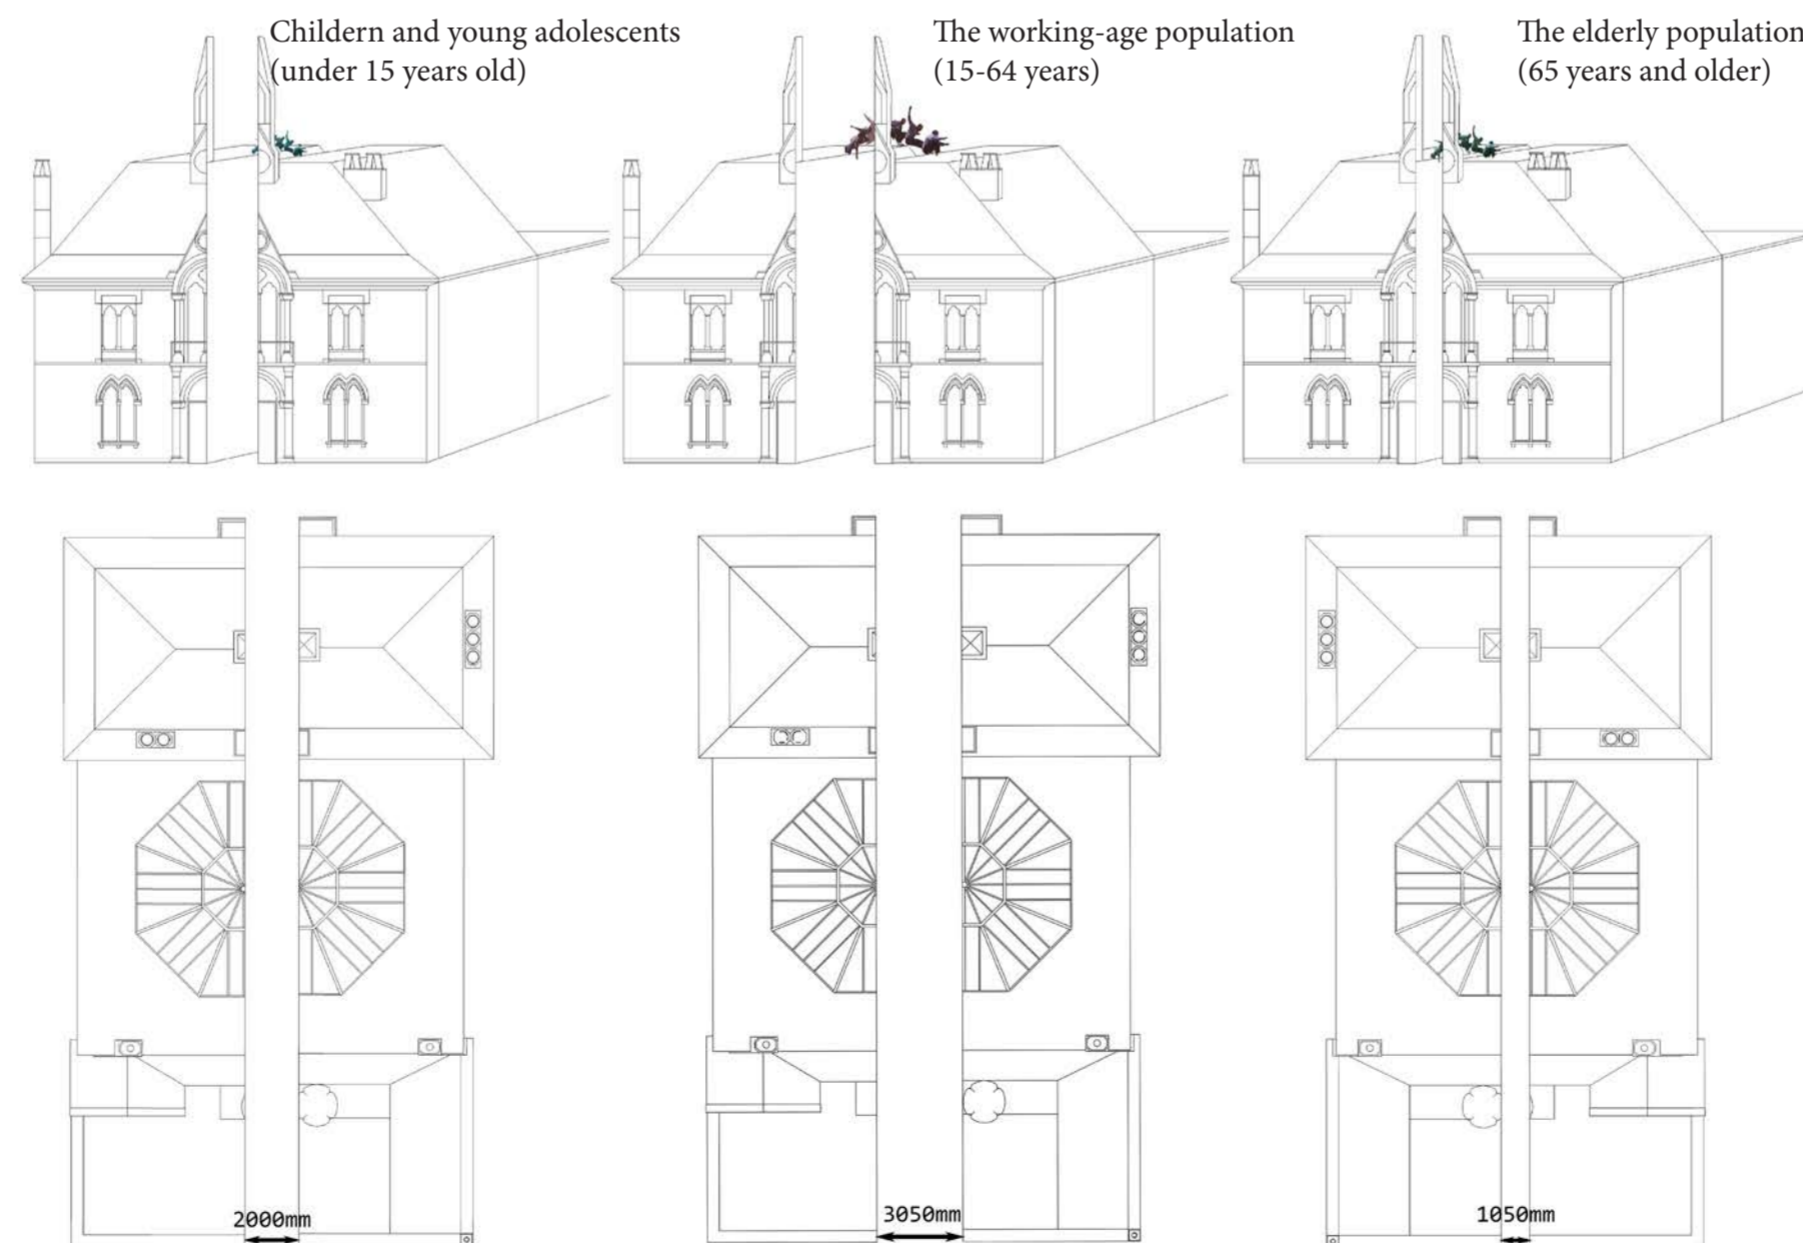 Childern and young adolescents
(under 15 years old)
The working-age population
(15-64 years)
The elderly population
(65 years and older)
2000mm
3050mm
1050mm